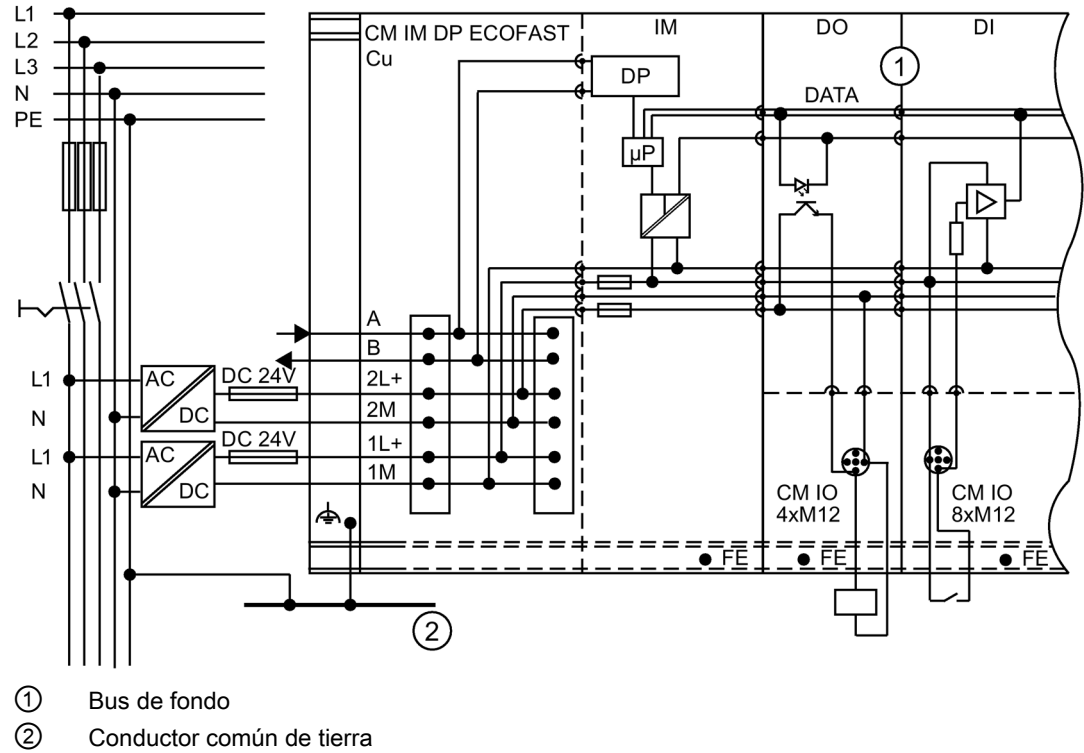 L1
L2
L3
N
PE
CM IM DP ECOFAST
Cu
IM
DO
DI
1
DP
DATA
µP
A
B
2L+
2M
1L+
1M
L1
N
L1
N
AC
DC
DC 24V
AC
DC
DC 24V
CM IO
4xM12
CM IO
8xM12
FE
FE
FE
2
① Bus de fondo
② Conductor común de tierra